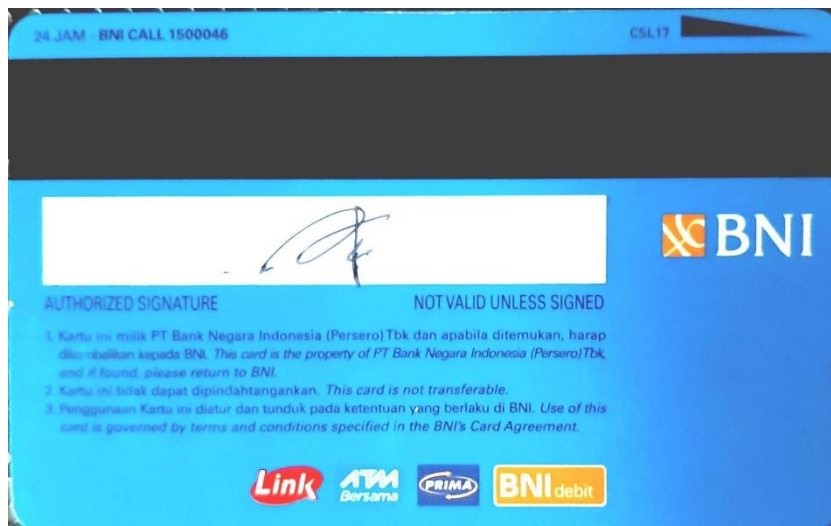 24 JAM - BNI CALL 1500046
CSL17
BNI
AUTHORIZED SIGNATURE NOT VALID UNLESS SIGNED
1. Kartu ini milik PT Bank Negara Indonesia (Persero) Tbk dan apabila ditemukan, harap
dikembalikan kepada BNI. This card is the property of PT Bank Negara Indonesia (Persero) Tbk,
and if found, please return to BNI.
2. Kartu ini tidak dapat dipindahtangankan. This card is not transferable.
3. Penggunaan Kartu ini diatur dan tunduk pada ketentuan yang berlaku di BNI. Use of this
card is governed by terms and conditions specified in the BNI's Card Agreement.
Link ATM Bersama PRIMA BNI debit